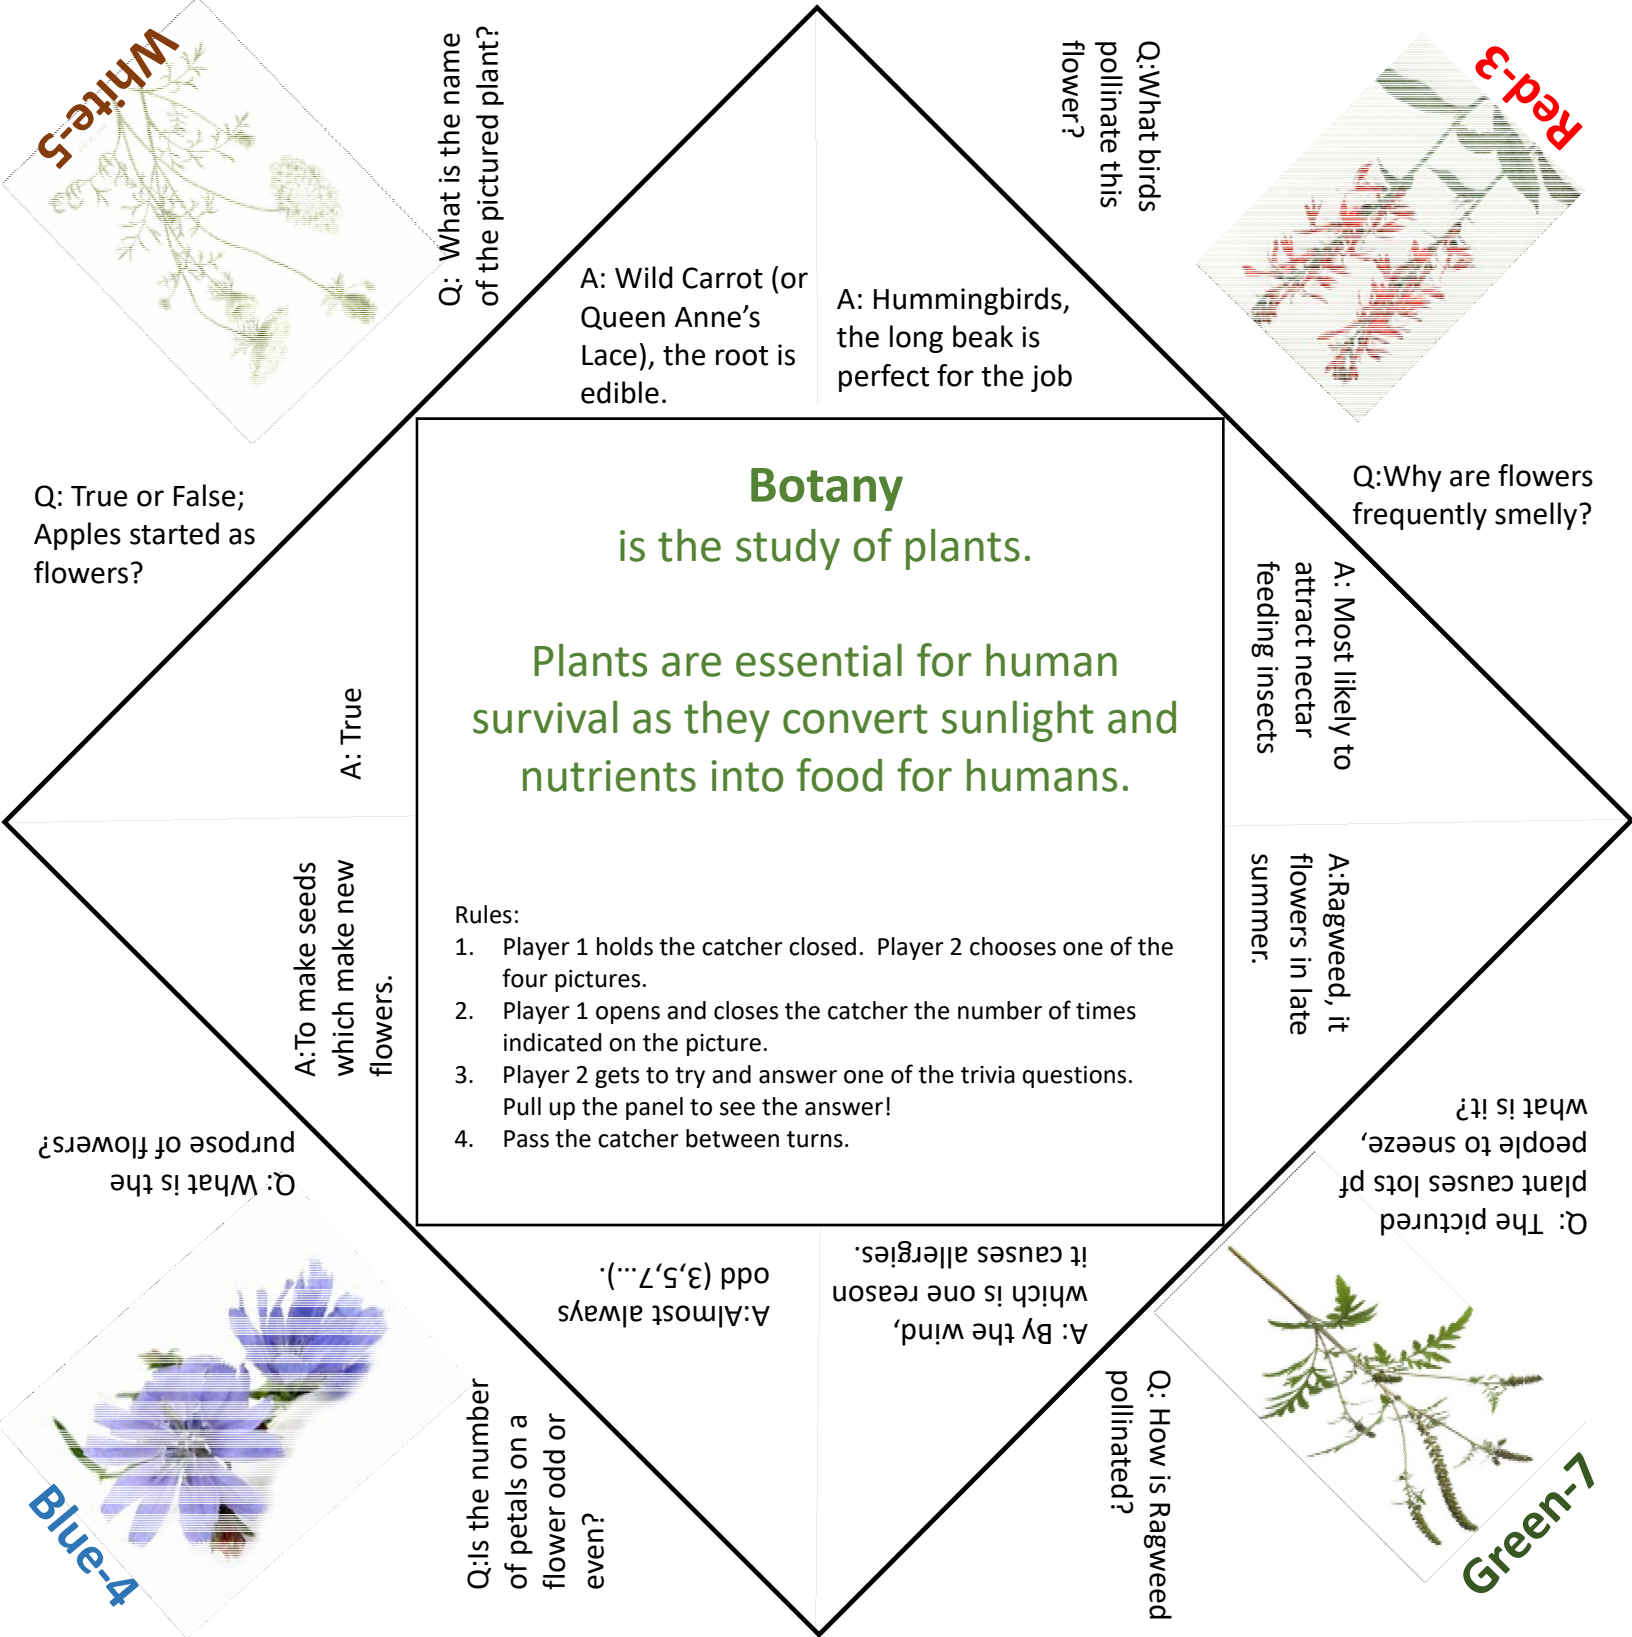 White-5
Q: What is the name
of the pictured plant?
Q:What birds
pollinate this
flower?
Red-3
A: Wild Carrot (or
Queen Anne’s
Lace), the root is
edible.
A: Hummingbirds,
the long beak is
perfect for the job
Q: True or False;
Apples started as
flowers?
Q:Why are flowers
frequently smelly?
A: True
A: Most likely to
attract nectar
feeding insects
Botany
is the study of plants.
Plants are essential for human
survival as they convert sunlight and
nutrients into food for humans.
Rules:
1. Player 1 holds the catcher closed. Player 2 chooses one of the
four pictures.
2. Player 1 opens and closes the catcher the number of times
indicated on the picture.
3. Player 2 gets to try and answer one of the trivia questions.
Pull up the panel to see the answer!
4. Pass the catcher between turns.
A:To make seeds
which make new
flowers.
A:Ragweed, it
flowers in late
summer.
Q: What is the
purpose of flowers?
Q: The pictured
plant causes lots pf
people to sneeze,
what is it?
A:Almost always
odd (3,5,7…).
A: By the wind,
which is one reason
it causes allergies.
Blue-4
Q:Is the number
of petals on a
flower odd or
even?
Q: How is Ragweed
pollinated?
Green-7